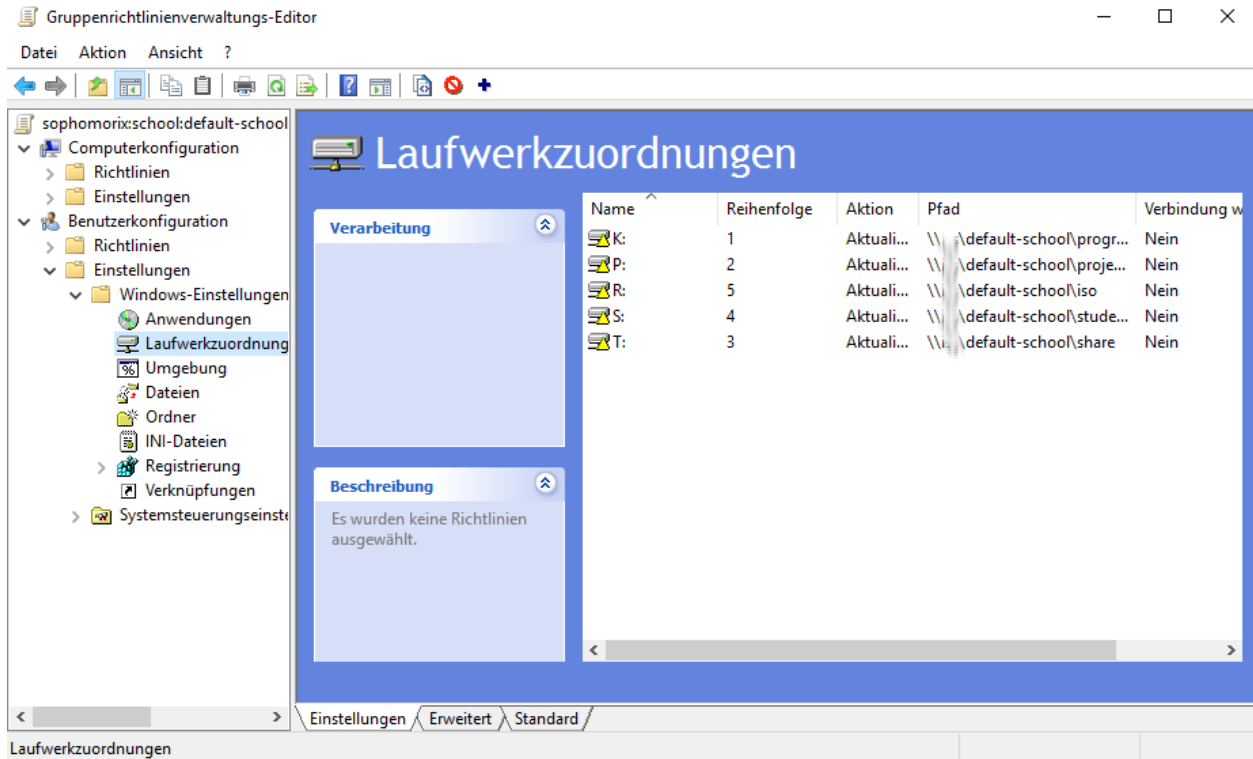 Gruppenrichtlinienverwaltungs-Editor
Datei Aktion Ansicht ?
sophomorix:school:default-school
Computerkonfiguration
Richtlinien
Einstellungen
Benutzerkonfiguration
Richtlinien
Einstellungen
Windows-Einstellungen
Anwendungen
Laufwerkzuordnung
Umgebung
Dateien
Ordner
INI-Dateien
Registrierung
Verknüpfungen
Systemsteuerungseinste
Laufwerkzuordnungen
Verarbeitung
Beschreibung
Es wurden keine Richtlinien
ausgewählt.
Name Reihenfolge Aktion Pfad Verbindung w
K: 1 Aktuali... \\ \default-school\progr... Nein
P: 2 Aktuali... \\ \default-school\proje... Nein
R: 5 Aktuali... \\ \default-school\iso Nein
S: 4 Aktuali... \\ \default-school\stude... Nein
T: 3 Aktuali... \\ \default-school\share Nein
Einstellungen Erweitert Standard
Laufwerkzuordnungen